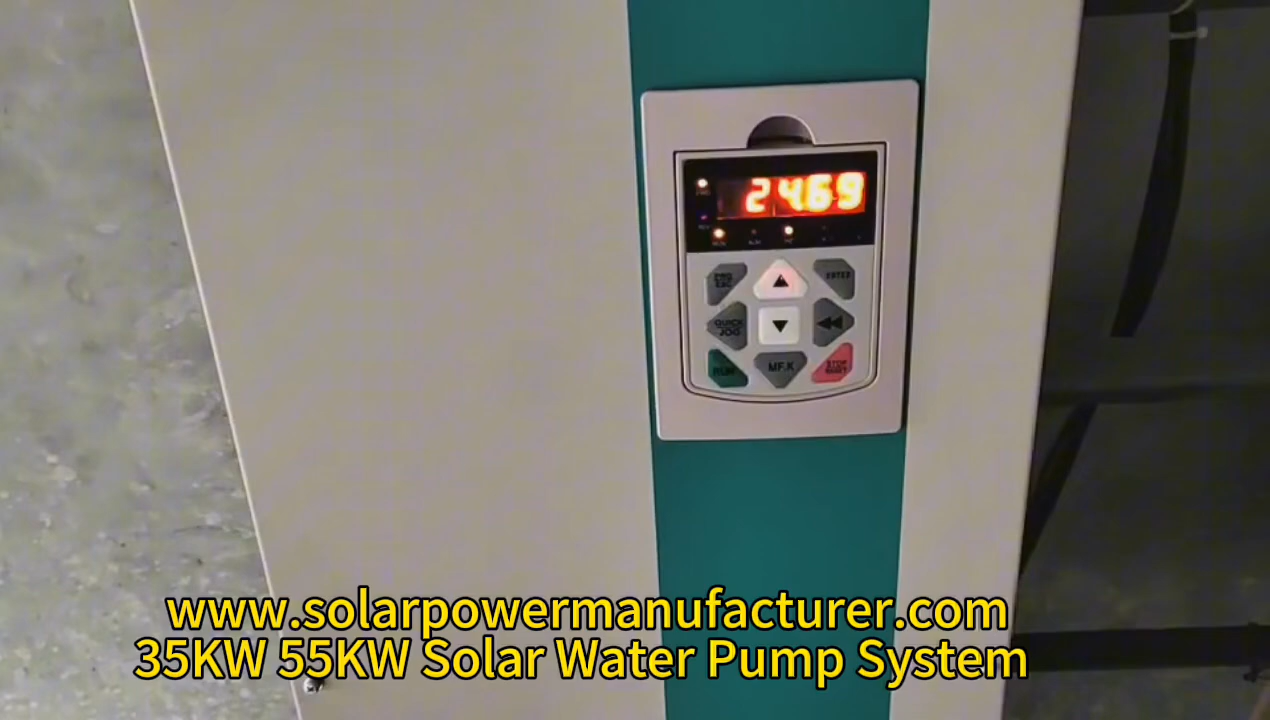 24.69
PRG
ESC
ENTER
QUICK
JOG
RUN
MF.K
STOP
www.solarpowermanufacturer.com
35KW 55KW Solar Water Pump System